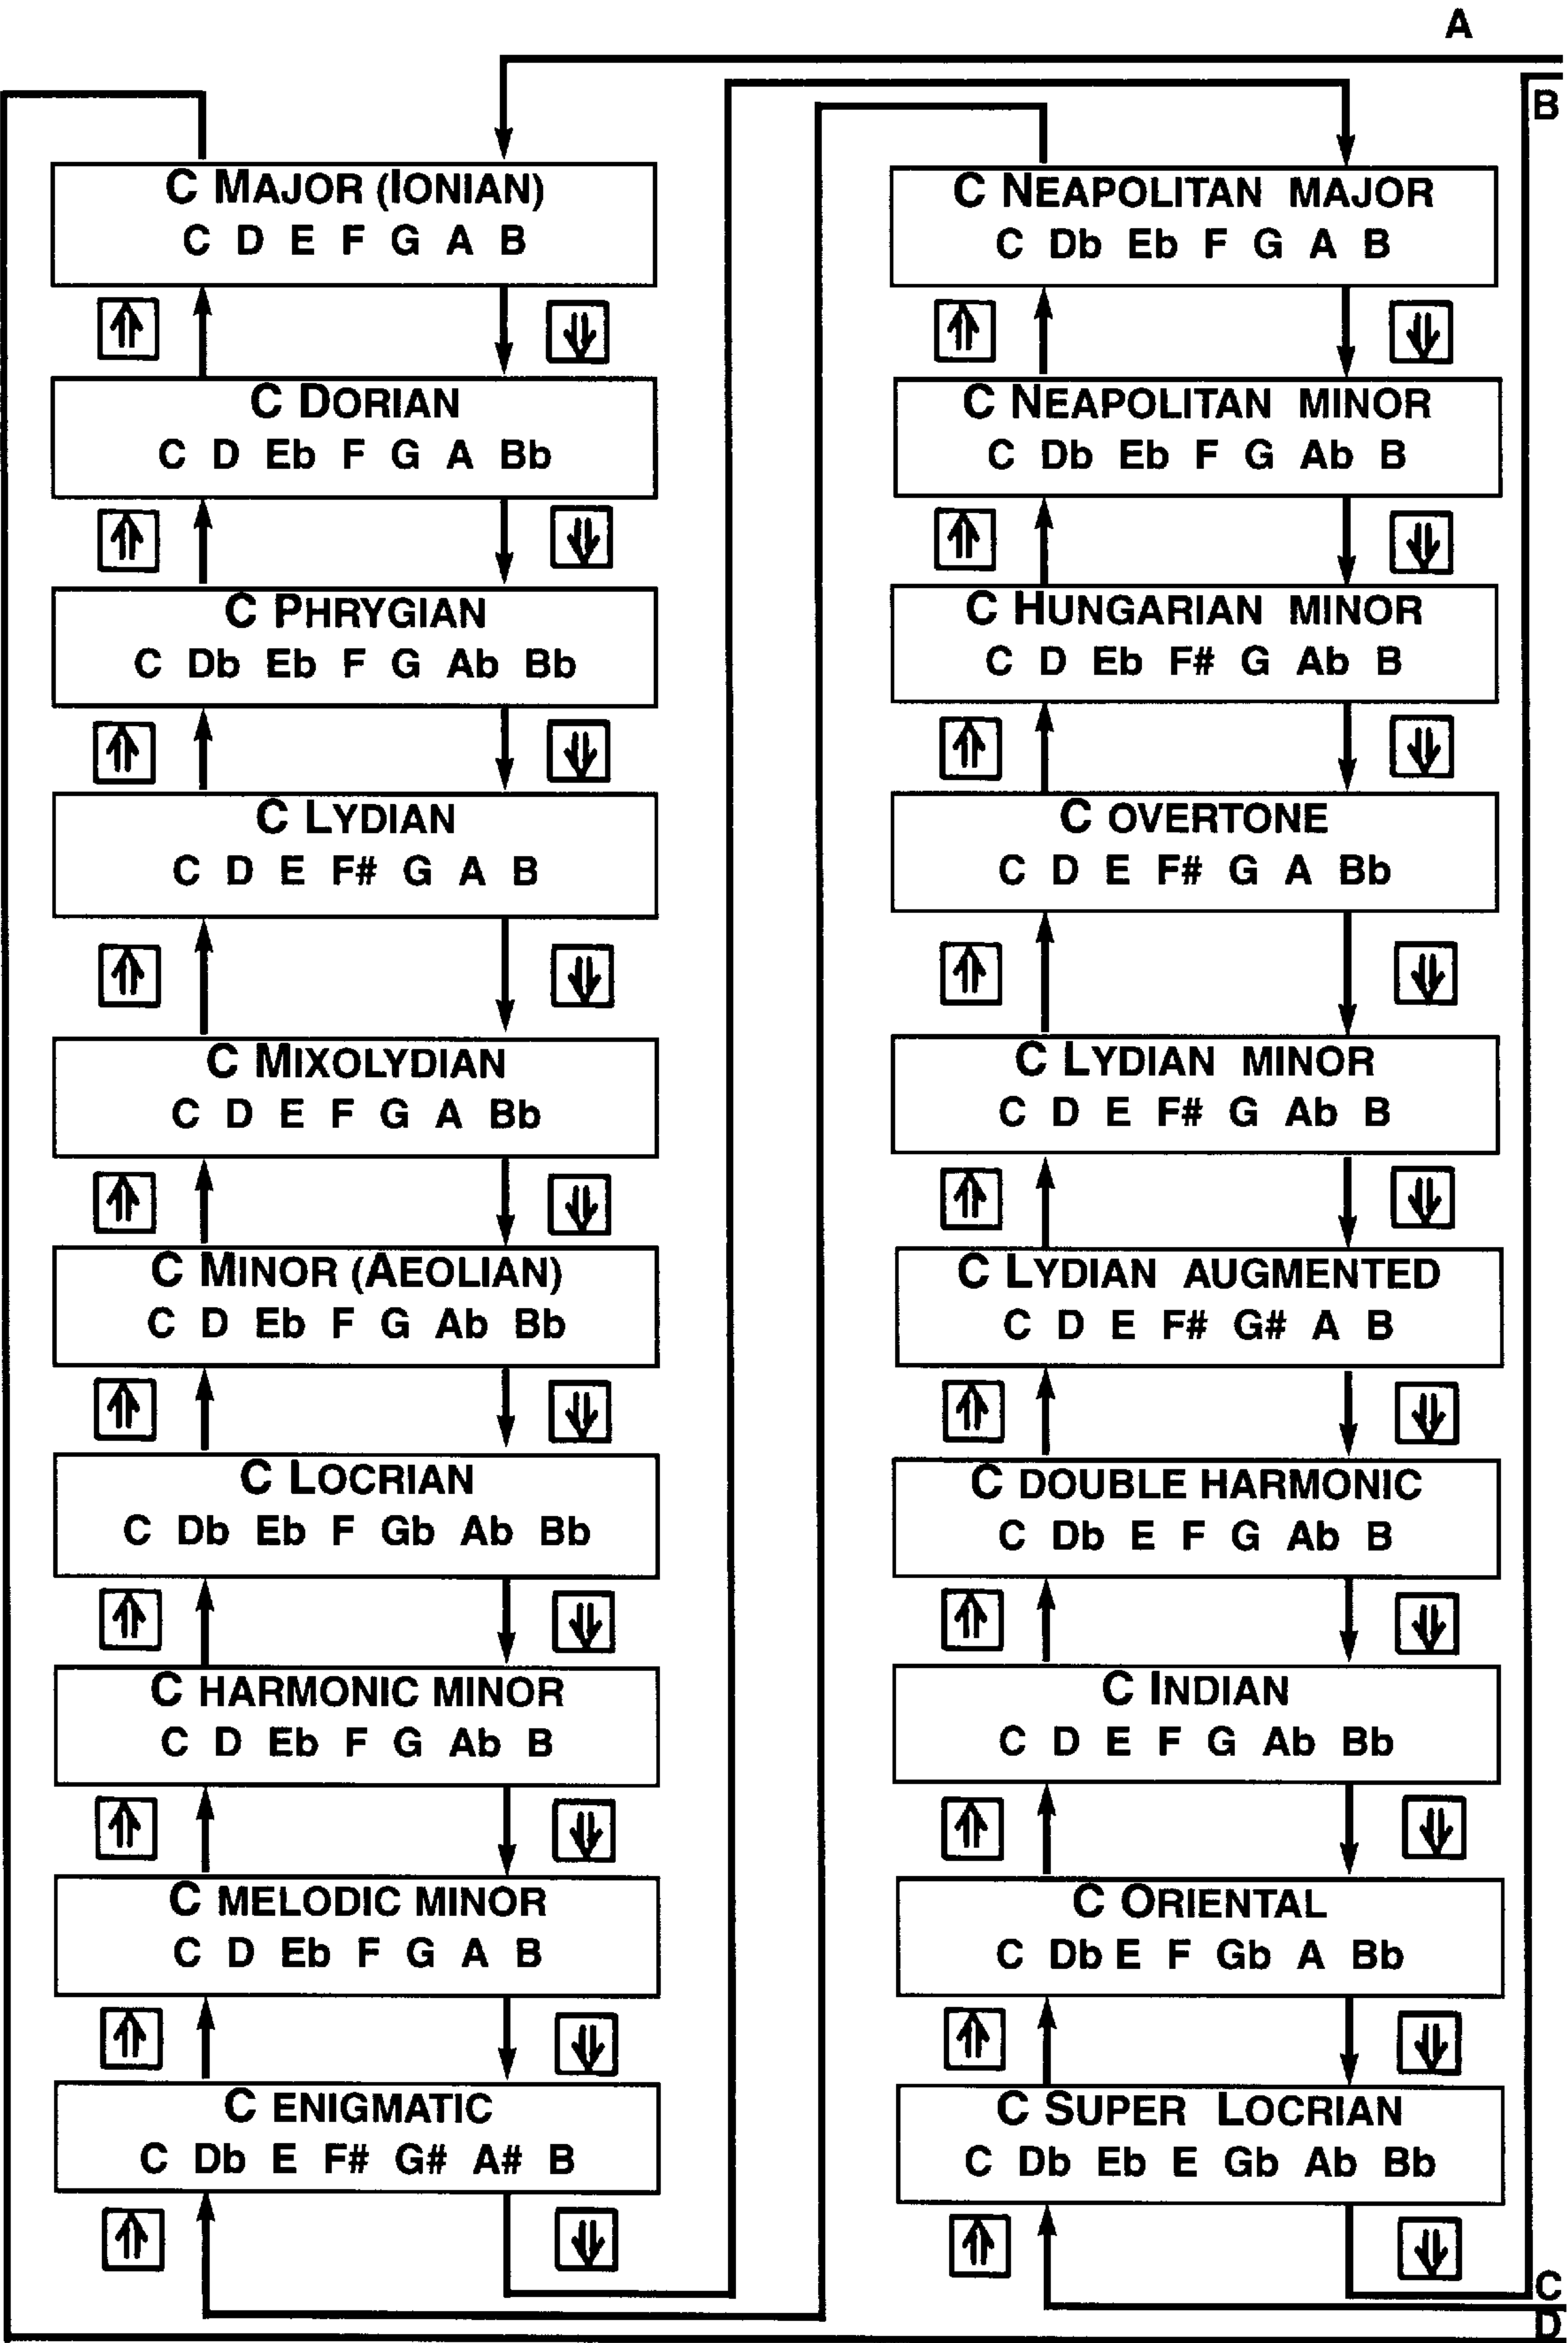 A
B
C MAJOR (IONIAN)
C D E F G A B
C DORIAN
C D Eb F G A Bb
C PHRYGIAN
C Db Eb F G Ab Bb
C LYDIAN
C D E F# G A B
C MIXOLYDIAN
C D E F G A Bb
C MINOR (AEOLIAN)
C D Eb F G Ab Bb
C LOCRIAN
C Db Eb F Gb Ab Bb
C HARMONIC MINOR
C D Eb F G Ab B
C MELODIC MINOR
C D Eb F G A B
C ENIGMATIC
C Db E F# G# A# B
C NEAPOLITAN MAJOR
C Db Eb F G A B
C NEAPOLITAN MINOR
C Db Eb F G Ab B
C HUNGARIAN MINOR
C D Eb F# G Ab B
C OVERTONE
C D E F# G A Bb
C LYDIAN MINOR
C D E F# G Ab B
C LYDIAN AUGMENTED
C D E F# G# A B
C DOUBLE HARMONIC
C Db E F G Ab B
C INDIAN
C D E F G Ab Bb
C ORIENTAL
C Db E F Gb A Bb
C SUPER LOCRIAN
C Db Eb E Gb Ab Bb
C
D